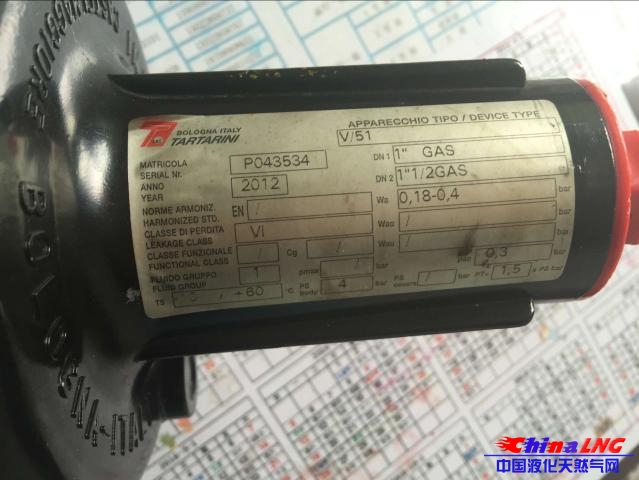 BOLOGNA ITALY
TARTARINI
APPARECCHIO TIPO / DEVICE TYPE
V/51
MATRICOLA
SERIAL Nr. P043534
DN 1 1" GAS
ANNO
YEAR 2012
DN 2 1"1/2GAS
NORME ARMONIZ.
HARMONIZED STD. EN /
Wa 0,18-0,4 bar
CLASSE DI PERDITA
LEAKAGE CLASS VI
Wao / bar
CLASSE FUNZIONALE
FUNCTIONAL CLASS / Cg /
Wau / bar
FLUIDO GRUPPO
FLUID GROUP 1
pmax / bar
pao 0,3 bar
TS / +60 °C
PS body 4 bar
PS covers / bar
PT= 1,5 x PS bar
BOLOGNA
ChinaLNG
中国液化天然气网